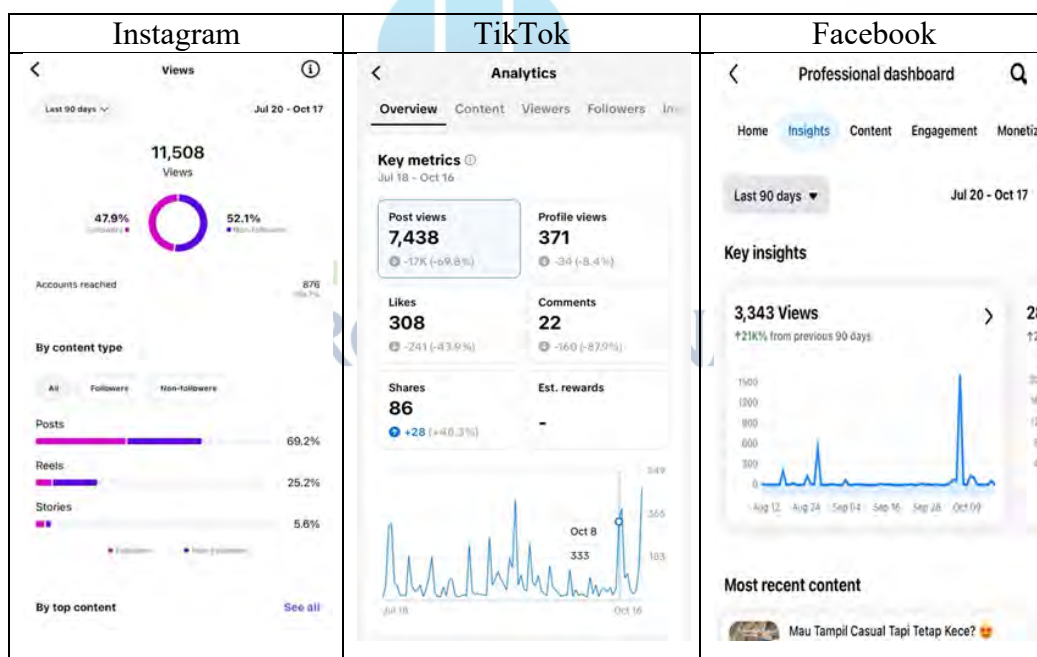 Instagram
TikTok
Facebook
Views
Last 90 days
Jul 20 - Oct 17
11,508
Views
47.9%
Followers
52.1%
Non-followers
Accounts reached
876
By content type
All
Followers
Non-followers
Posts
69.2%
Reels
25.2%
Stories
5.6%
Followers
Non-Followers
By top content
See all
Analytics
Overview Content Viewers Followers
Key metrics
Jul 18 - Oct 16
Post views
7,438
-17K (-69.8%)
Profile views
371
-34 (-8.4%)
Likes
308
-241 (-43.9%)
Comments
22
-160 (-87.9%)
Shares
86
+28 (+48.3%)
Est. rewards
-
Oct 8
333
Jul 18
Oct 16
Professional dashboard
Home Insights Content Engagement Monetiz
Last 90 days
Jul 20 - Oct 17
Key insights
3,343 Views
↑21K% from previous 90 days
1500
1200
900
600
300
0
Aug 12 Aug 24 Sep 04 Sep 16 Sep 28 Oct 09
Most recent content
Mau Tampil Casual Tapi Tetap Kece? 😍